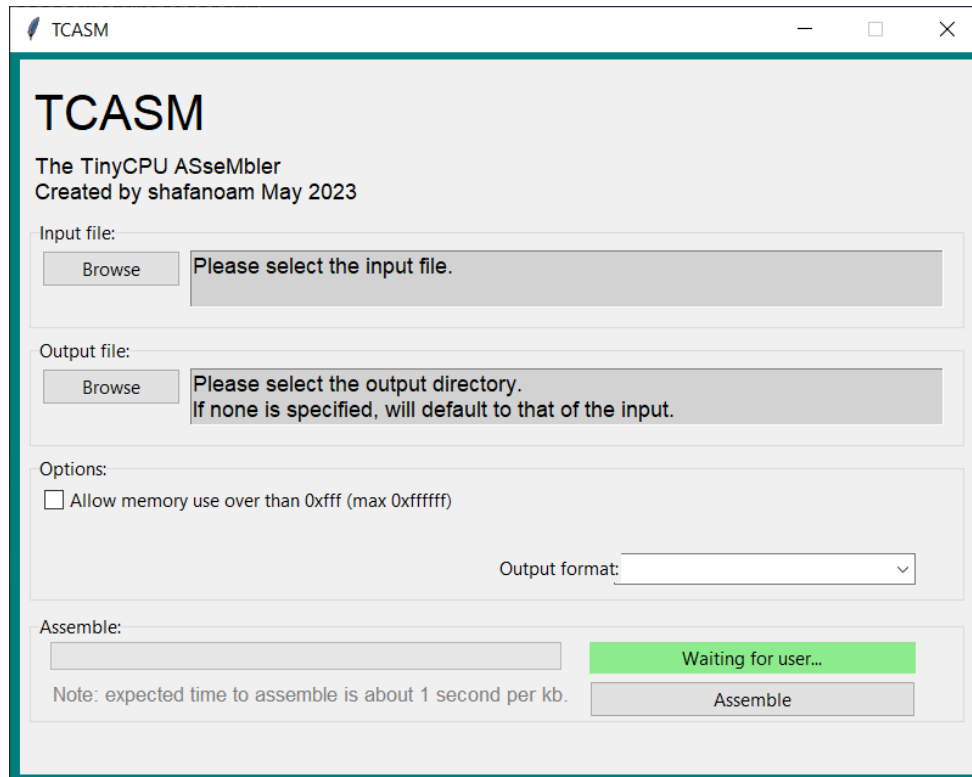 TCASM
TCASM
The TinyCPU ASseMbler
Created by shafanoam May 2023
Input file:
Browse
Please select the input file.
Output file:
Browse
Please select the output directory.
If none is specified, will default to that of the input.
Options:
Allow memory use over than 0xfff (max 0xffffff)
Output format:
Assemble:
Waiting for user...
Note: expected time to assemble is about 1 second per kb.
Assemble